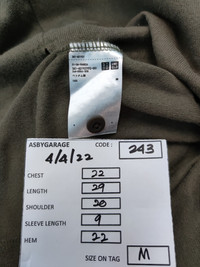 ASBYGARAGE CODE: 243
4/4/22
CHEST 22
LENGTH 29
SHOULDER 20
SLEEVE LENGTH 9
HEM 22
SIZE ON TAG M